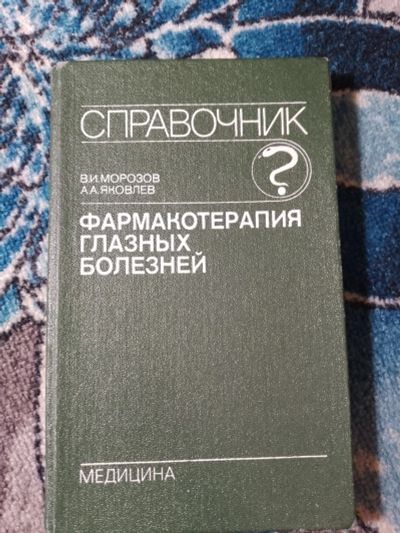 СПРАВОЧНИК
?
В.И.МОРОЗОВ
А.А.ЯКОВЛЕВ
ФАРМАКОТЕРАПИЯ
ГЛАЗНЫХ
БОЛЕЗНЕЙ
МЕДИЦИНА